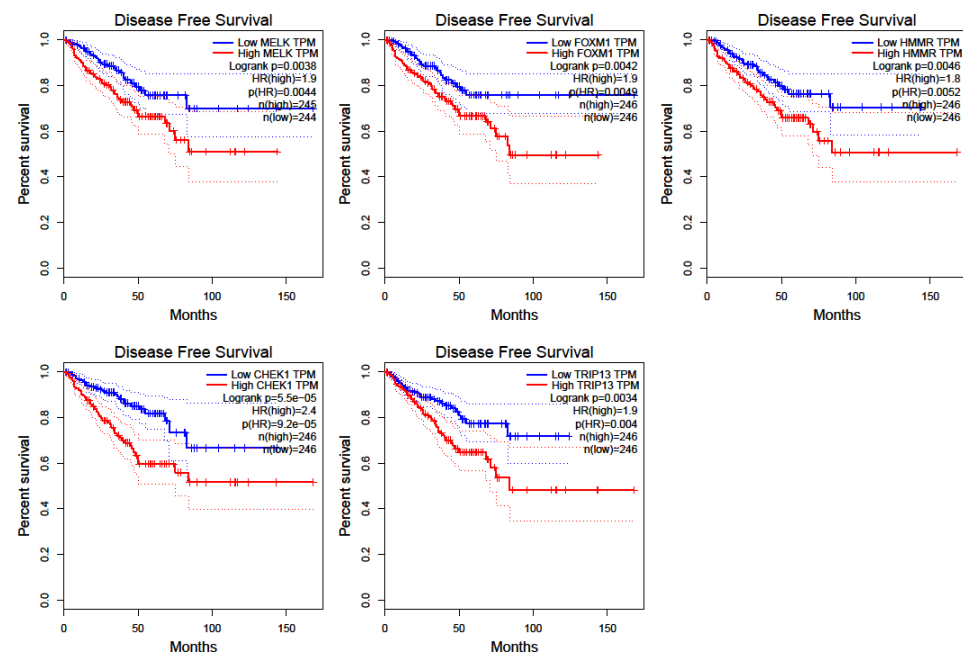 Disease Free Survival
Low MELK TPM
High MELK TPM
Logrank p=0.0038
HR(high)=1.9
p(HR)=0.0044
n(high)=245
n(low)=244
Percent survival
0.0 0.2 0.4 0.6 0.8 1.0
0 50 100 150
Months
Disease Free Survival
Low FOXM1 TPM
High FOXM1 TPM
Logrank p=0.0042
HR(high)=1.9
p(HR)=0.0049
n(high)=246
n(low)=246
Percent survival
0.0 0.2 0.4 0.6 0.8 1.0
0 50 100 150
Months
Disease Free Survival
Low HMMR TPM
High HMMR TPM
Logrank p=0.0046
HR(high)=1.8
p(HR)=0.0052
n(high)=246
n(low)=246
Percent survival
0.0 0.2 0.4 0.6 0.8 1.0
0 50 100 150
Months
Disease Free Survival
Low CHEK1 TPM
High CHEK1 TPM
Logrank p=5.5e-05
HR(high)=2.4
p(HR)=9.2e-05
n(high)=246
n(low)=246
Percent survival
0.0 0.2 0.4 0.6 0.8 1.0
0 50 100 150
Months
Disease Free Survival
Low TRIP13 TPM
High TRIP13 TPM
Logrank p=0.0034
HR(high)=1.9
p(HR)=0.004
n(high)=246
n(low)=246
Percent survival
0.0 0.2 0.4 0.6 0.8 1.0
0 50 100 150
Months